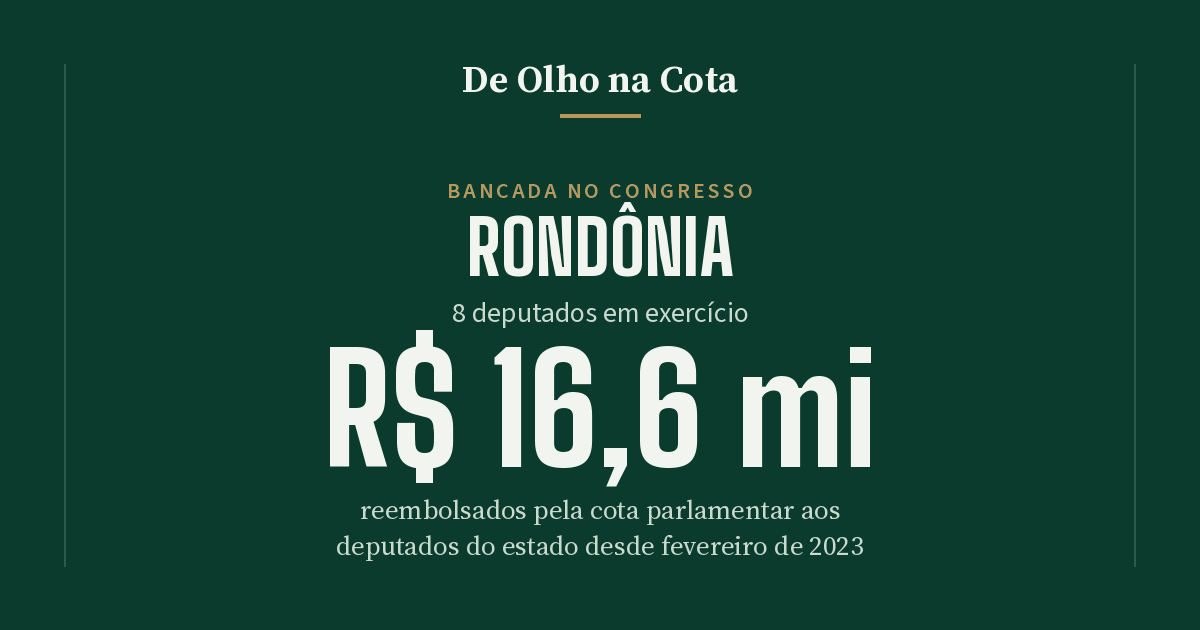 De Olho na Cota
BANCADA NO CONGRESSO
RONDÔNIA
8 deputados em exercício
R$ 16,6 mi
reembolsados pela cota parlamentar aos
deputados do estado desde fevereiro de 2023